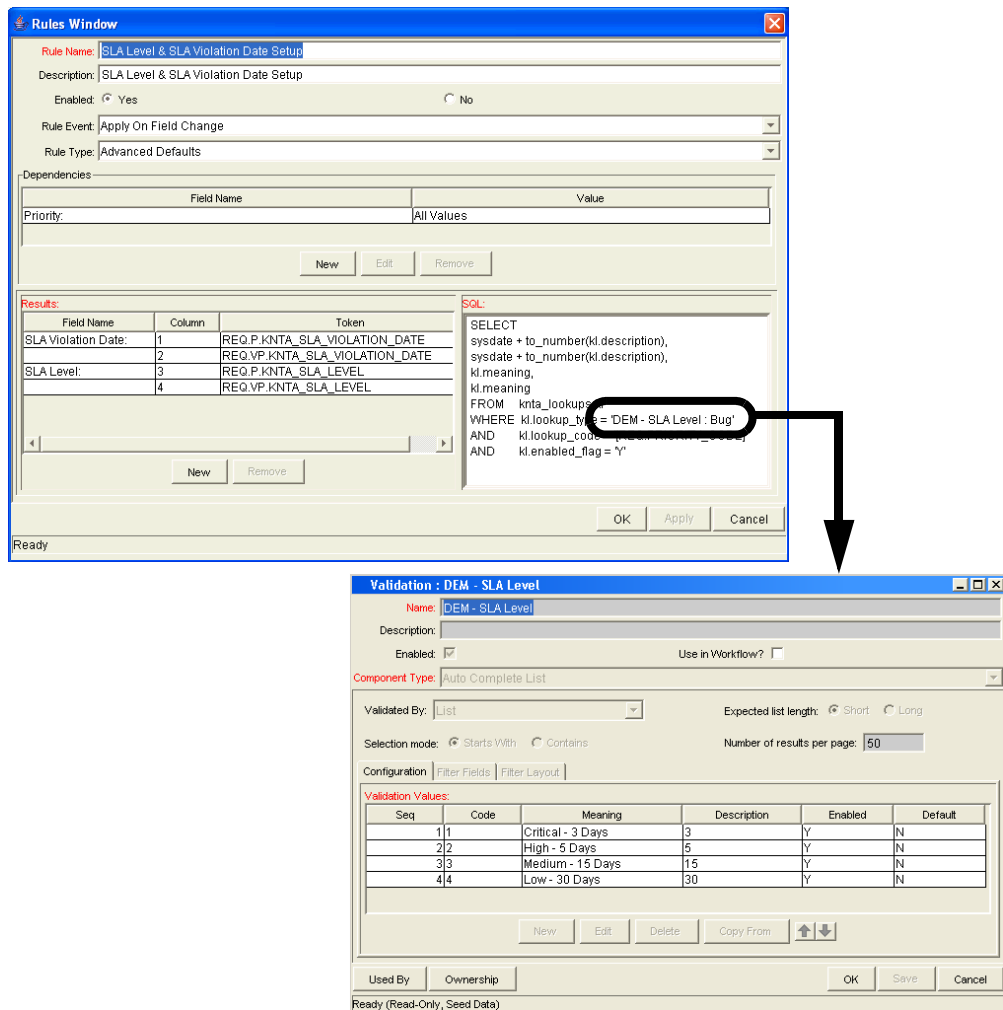 Rules Window
Rule Name: SLA Level & SLA Violation Date Setup
Description: SLA Level & SLA Violation Date Setup
Enabled: Yes No
Rule Event: Apply On Field Change
Rule Type: Advanced Defaults
Dependencies
Field Name Value
Priority: All Values
New Edit Remove
Results:
Field Name Column Token
SLA Violation Date: 1 REQ.P.KNTA_SLA_VIOLATION_DATE
2 REQ.VP.KNTA_SLA_VIOLATION_DATE
SLA Level: 3 REQ.P.KNTA_SLA_LEVEL
4 REQ.VP.KNTA_SLA_LEVEL
New Remove
SQL:
SELECT
sysdate + to_number(kl.description),
sysdate + to_number(kl.description),
kl.meaning,
kl.meaning
FROM knta_lookups
WHERE kl.lookup_type = 'DEM - SLA Level : Bug'
AND kl.lookup_code
AND kl.enabled_flag = 'Y'
OK Apply Cancel
Ready
Validation : DEM - SLA Level
Name: DEM - SLA Level
Description:
Enabled: Use in Workflow?
Component Type: Auto Complete List
Validated By: List Expected list length: Short Long
Selection mode: Starts With Contains Number of results per page: 50
Configuration Filter Fields Filter Layout
Validation Values:
Seq Code Meaning Description Enabled Default
1 1 Critical - 3 Days 3 Y N
2 2 High - 5 Days 5 Y N
3 3 Medium - 15 Days 15 Y N
4 4 Low - 30 Days 30 Y N
New Edit Delete Copy From
Used By Ownership OK Save Cancel
Ready (Read-Only, Seed Data)